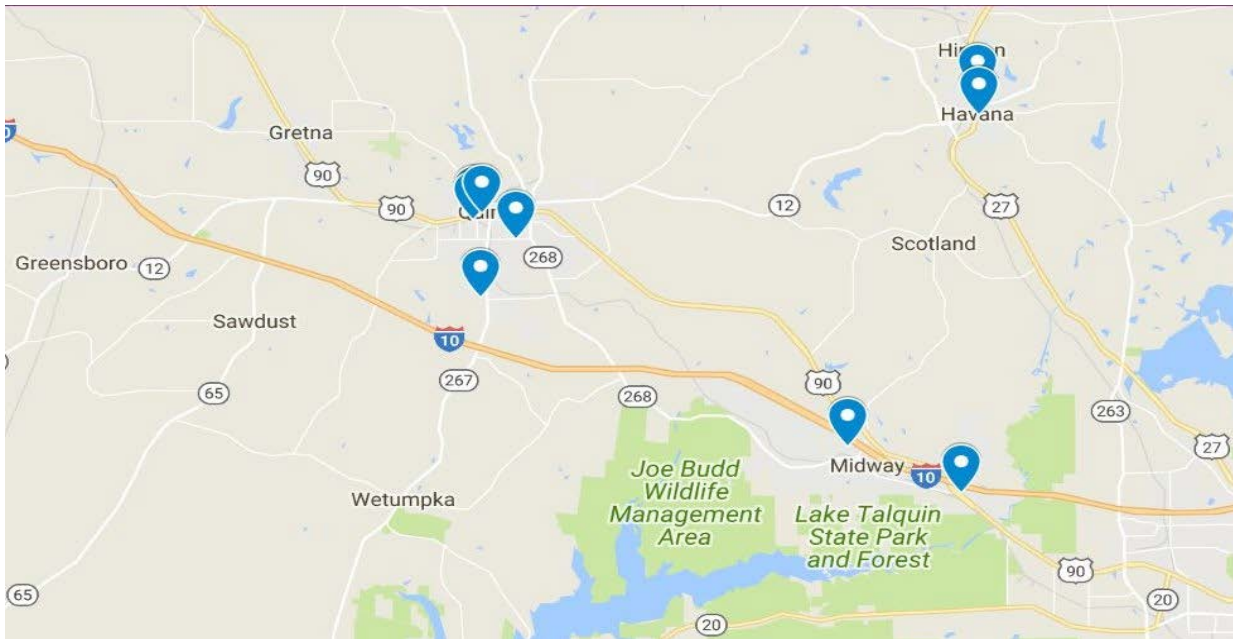 Havana
Gretna
90
90
12
27
Scotland
268
Greensboro
12
Sawdust
10
267
90
65
268
263
27
Midway
10
Joe Budd
Wildlife
Management
Area
Wetumpka
Lake Talquin
State Park
and Forest
90
65
20
20